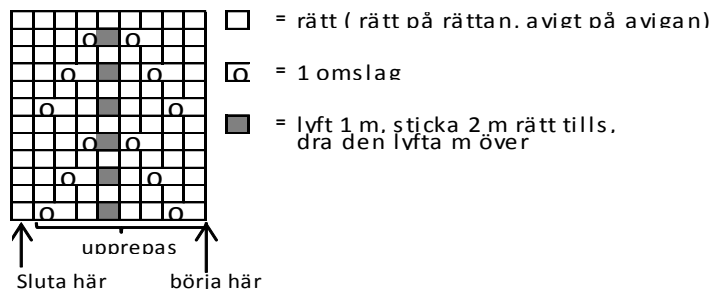 = rätt ( rätt på rättan, avigt på avigan)
O O
O O
O = 1 omslag
O O
= lyft 1 m, sticka 2 m rätt tills,
dra den lyfta m över
O O
O O
O O
upprepas
Sluta här börja här